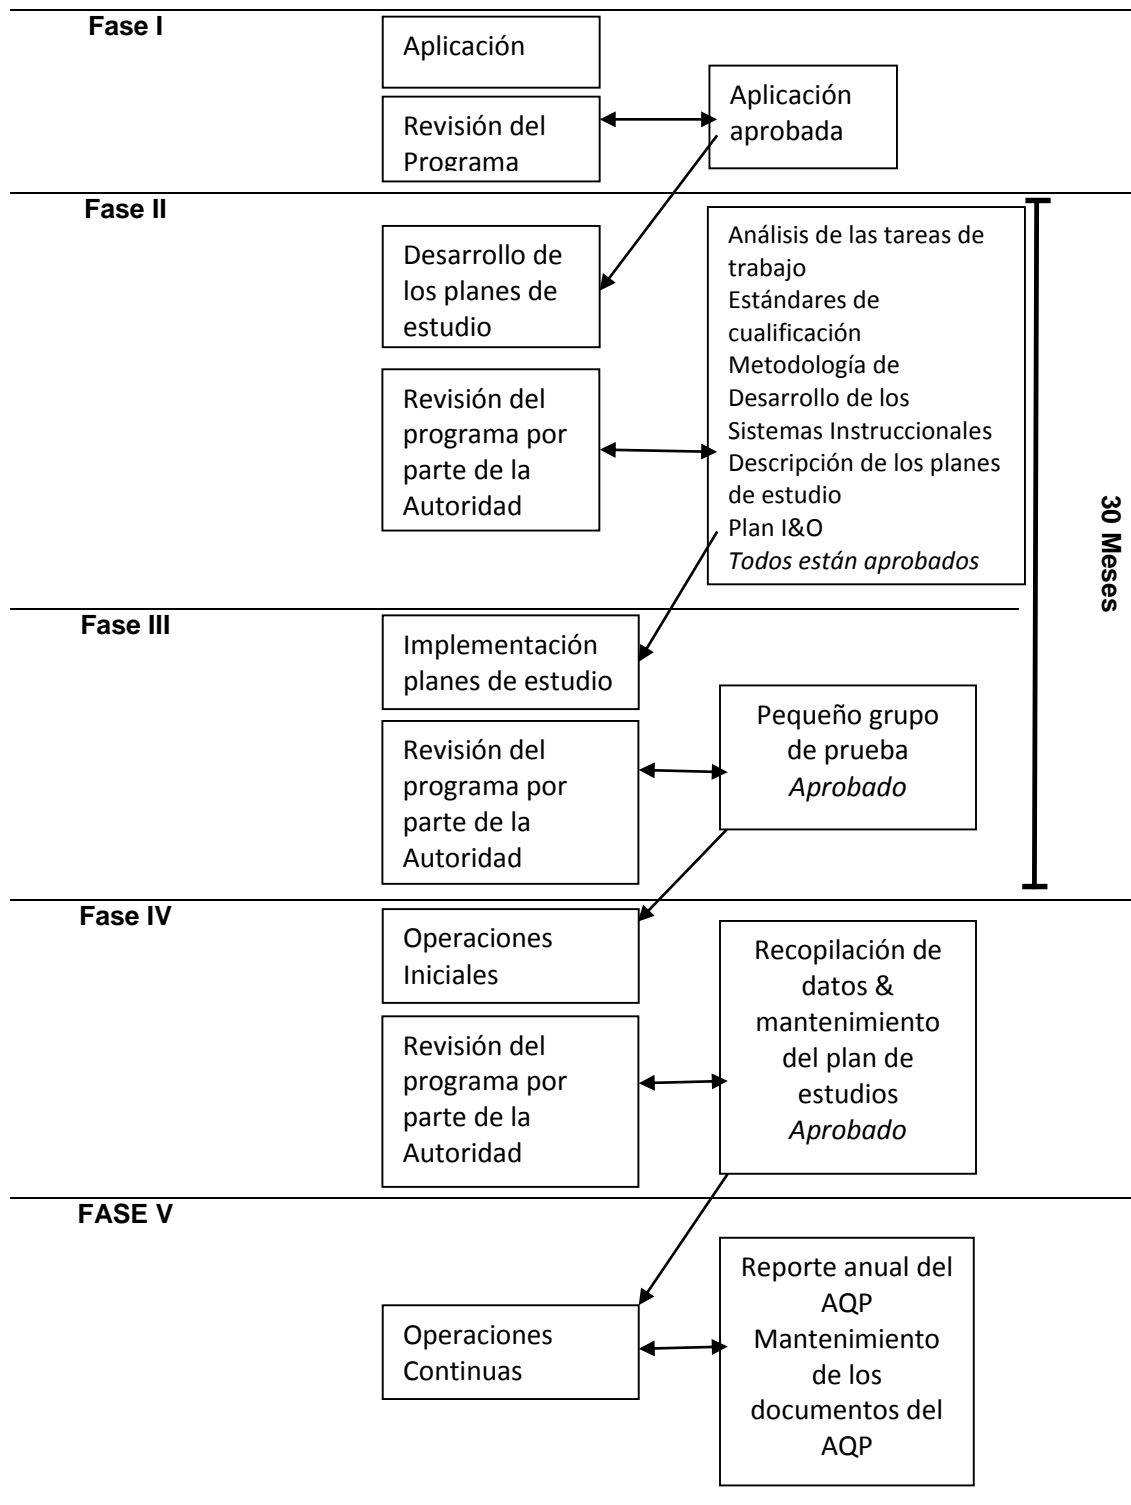 Fase I
Aplicación
Revisión del
Programa
Aplicación
aprobada
Fase II
Desarrollo de
los planes de
estudio
Revisión del
programa por
parte de la
Autoridad
Análisis de las tareas de
trabajo
Estándares de
cualificación
Metodología de
Desarrollo de los
Sistemas Instruccionales
Descripción de los planes
de estudio
Plan I&O
Todos están aprobados
30 Meses
Fase III
Implementación
planes de estudio
Revisión del
programa por
parte de la
Autoridad
Pequeño grupo
de prueba
Aprobado
Fase IV
Operaciones
Iniciales
Revisión del
programa por
parte de la
Autoridad
Recopilación de
datos &
mantenimiento
del plan de
estudios
Aprobado
FASE V
Operaciones
Continuas
Reporte anual del
AQP
Mantenimiento
de los
documentos del
AQP